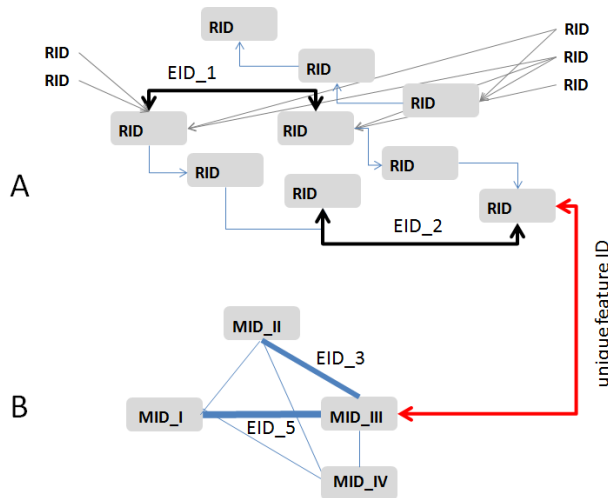 RID
RID
RID
RID
RID
RID
RID
EID_1
RID
RID
RID
RID
RID
RID
RID
A
EID_2
unique feature ID
MID_II
EID_3
B
MID_I
MID_III
EID_5
MID_IV